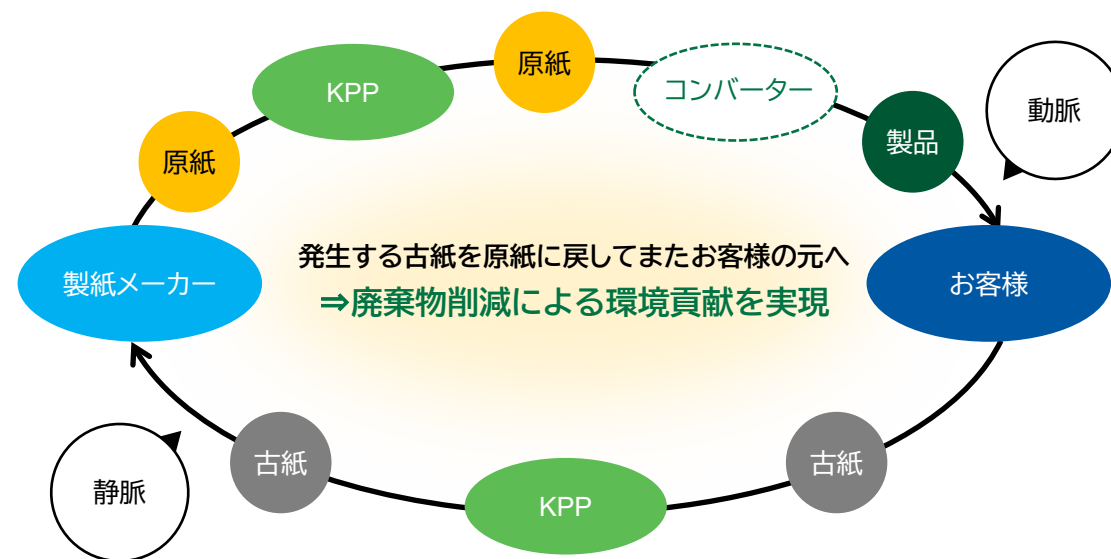 原紙
KPP
コンバーター
動脈
製品
原紙
発生する古紙を原紙に戻してまたお客様の元へ
⇒廃棄物削減による環境貢献を実現
製紙メーカー
お客様
古紙
古紙
静脈
KPP